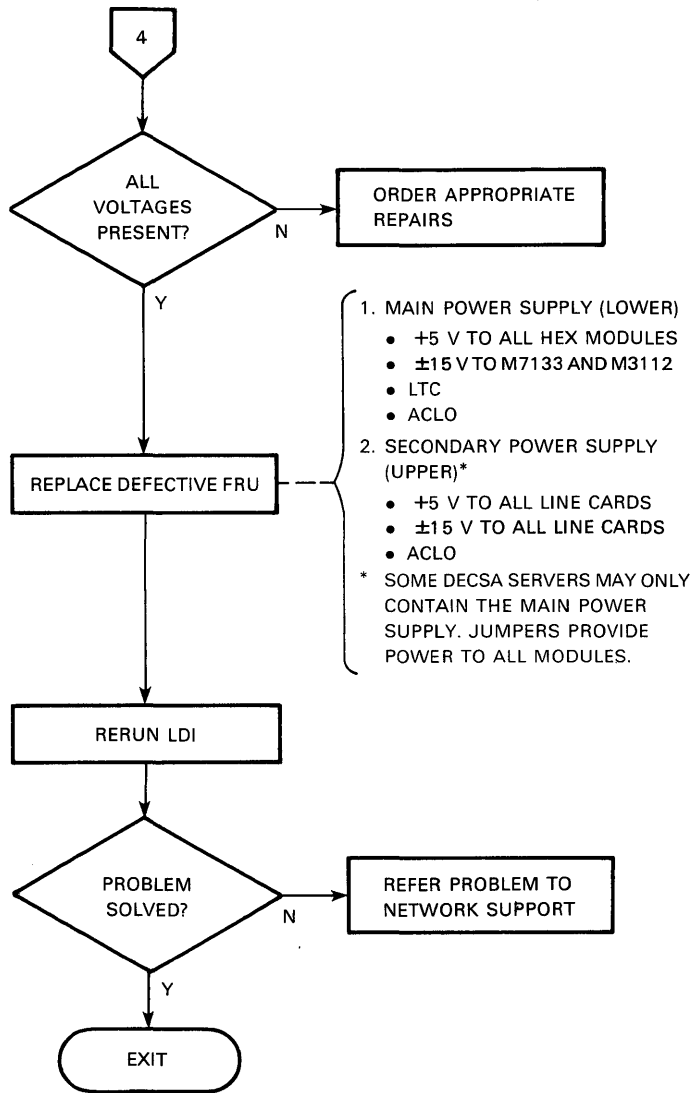 4
ALL
VOLTAGES
PRESENT?
N
ORDER APPROPRIATE
REPAIRS
Y
REPLACE DEFECTIVE FRU
1. MAIN POWER SUPPLY (LOWER)
• +5 V TO ALL HEX MODULES
• ±15 V TO M7133 AND M3112
• LTC
• ACLO
2. SECONDARY POWER SUPPLY
(UPPER)*
• +5 V TO ALL LINE CARDS
• ±15 V TO ALL LINE CARDS
• ACLO
* SOME DECSA SERVERS MAY ONLY
CONTAIN THE MAIN POWER
SUPPLY. JUMPERS PROVIDE
POWER TO ALL MODULES.
RERUN LDI
PROBLEM
SOLVED?
N
REFER PROBLEM TO
NETWORK SUPPORT
Y
EXIT